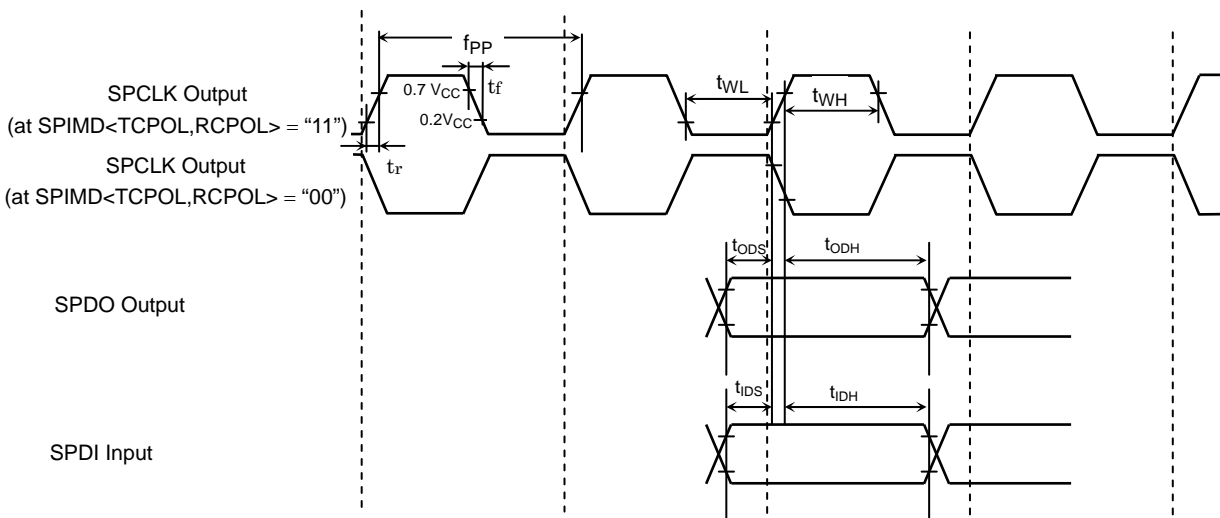 fPP
SPCLK Output
(at SPIMD<TCPOL,RCPOL> = “11”)
0.7 VCC
tf
0.2VCC
tWL
tWH
tr
SPCLK Output
(at SPIMD<TCPOL,RCPOL> = “00”)
tODS
tODH
SPDO Output
tIDS
tIDH
SPDI Input